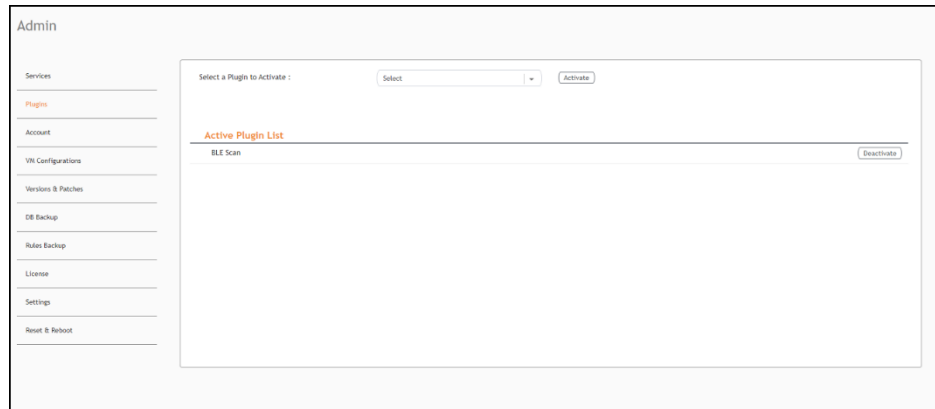 Admin
Services
Plugins
Account
VM Configurations
Versions & Patches
DB Backup
Rules Backup
License
Settings
Reset & Reboot
Select a Plugin to Activate :
Select
Activate
Active Plugin List
BLE Scan
Deactivate